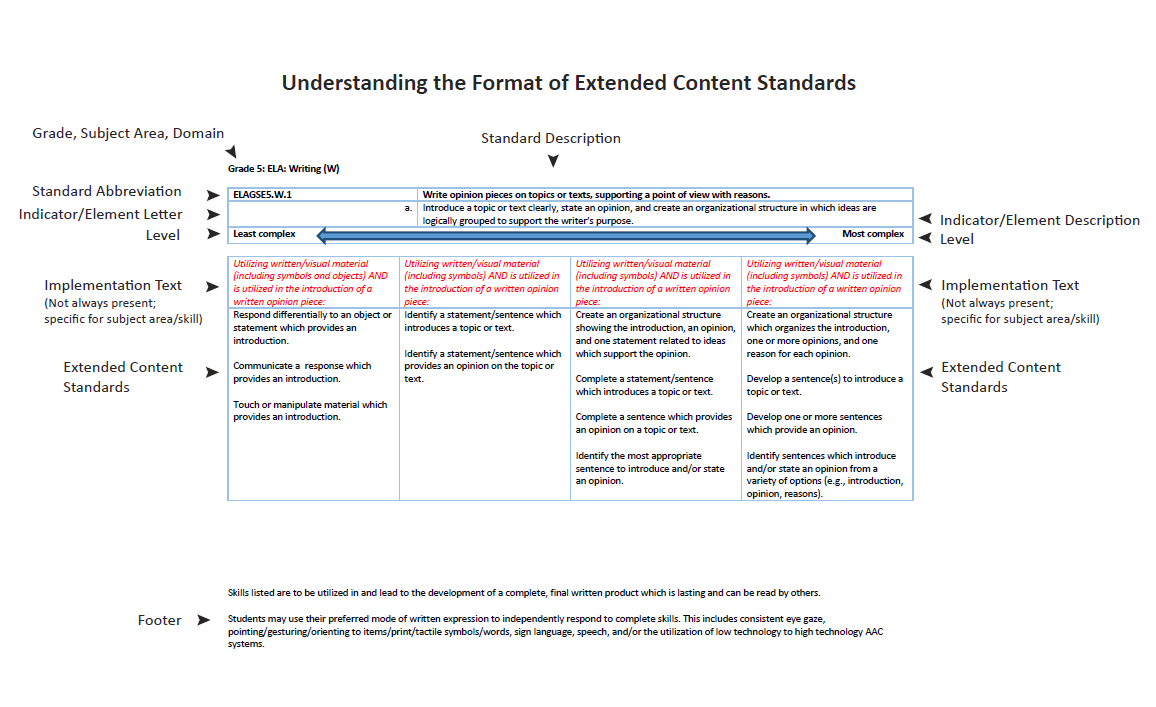 Understanding the Format of Extended Content Standards
Grade, Subject Area, Domain
Standard Description
Grade 5: ELA: Writing (W)
Standard Abbreviation
ELAGSE5.W.1
Write opinion pieces on topics or texts, supporting a point of view with reasons.
Indicator/Element Letter
a.
Introduce a topic or text clearly, state an opinion, and create an organizational structure in which ideas are
logically grouped to support the writer's purpose.
Indicator/Element Description
Level
Least complex
Most complex
Level
Implementation Text
(Not always present;
specific for subject area/skill)
Utilizing written/visual material
(including symbols and objects) AND
is utilized in the introduction of a
written opinion piece:
Utilizing written/visual material
(including symbols) AND is utilized in
the introduction of a written opinion
piece:
Utilizing written/visual material
(including symbols) AND is utilized in
the introduction of a written opinion
piece:
Utilizing written/visual material
(including symbols) AND is utilized in
the introduction of a written opinion
piece:
Implementation Text
(Not always present;
specific for subject area/skill)
Extended Content
Standards
Respond differentially to an object or
statement which provides an
introduction.
Communicate a response which
provides an introduction.
Touch or manipulate material which
provides an introduction.
Identify a statement/sentence which
introduces a topic or text.
Identify a statement/sentence which
provides an opinion on the topic or
text.
Create an organizational structure
showing the introduction, an opinion,
and one statement related to ideas
which support the opinion.
Complete a statement/sentence
which introduces a topic or text.
Complete a sentence which provides
an opinion on a topic or text.
Identify the most appropriate
sentence to introduce and/or state
an opinion.
Create an organizational structure
which organizes the introduction,
one or more opinions, and one
reason for each opinion.
Develop a sentence(s) to introduce a
topic or text.
Develop one or more sentences
which provide an opinion.
Identify sentences which introduce
and/or state an opinion from a
variety of options (e.g., introduction,
opinion, reasons).
Extended Content
Standards
Skills listed are to be utilized in and lead to the development of a complete, final written product which is lasting and can be read by others.
Footer
Students may use their preferred mode of written expression to independently respond to complete skills. This includes consistent eye gaze,
pointing/gesturing/orienting to items/print/tactile symbols/words, sign language, speech, and/or the utilization of low technology to high technology AAC
systems.